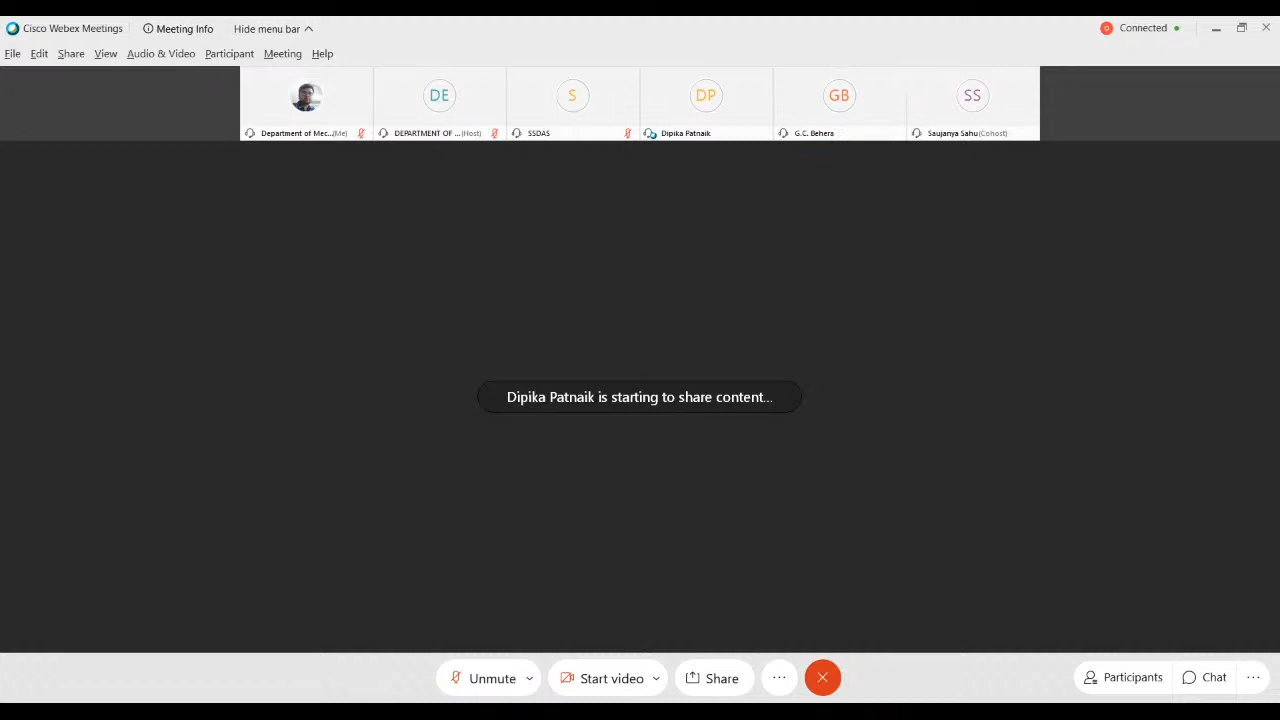 Cisco Webex Meetings Meeting Info Hide menu bar Connected
File Edit Share View Audio & Video Participant Meeting Help
DE S DP GB SS
Department of Mec...(Me) DEPARTMENT OF ...(Host) SSDAS Dipika Patnaik G.C. Behera Saujanya Sahu(Cohost)
Dipika Patnaik is starting to share content...
Unmute Start video Share ... Participants Chat ...